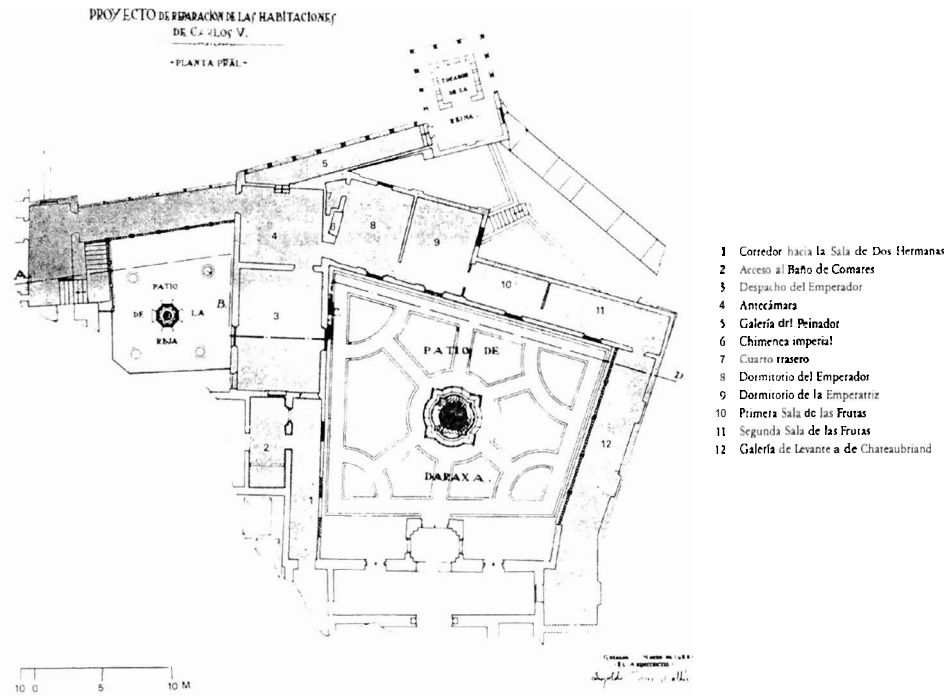 PROYECTO DE REPARACIÓN DE LAS HABITACIONES
DE CARLOS V.
-PLANTA PRÀL-
TOCADOR
DE LA
REINA.
5
4
6
8
9
10
11
A.
B.
PATIO
DE LA
REJA
3
C.
PATIO DE
D
12
2
1
DARAXA.
1 Corredor hacia la Sala de Dos Hermanas
2 Acceso al Baño de Comares
3 Despacho del Emperador
4 Antecámara
5 Galería del Peinador
6 Chimenea imperial
7 Cuarto trasero
8 Dormitorio del Emperador
9 Dormitorio de la Emperatriz
10 Primera Sala de las Frutas
11 Segunda Sala de las Frutas
12 Galería de Levante a de Chateaubriand
El Arquitecto
10 0 5 10 M.